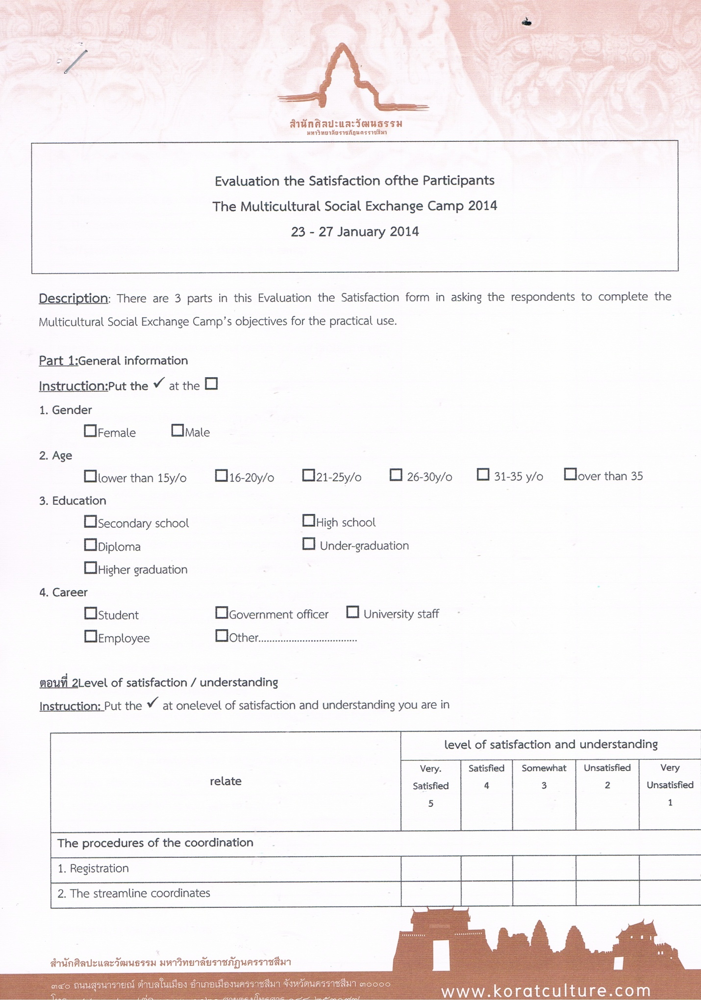 สำนักศิลปะและวัฒนธรรม
มหาวิทยาลัยราชภัฏนครราชสีมา
Evaluation the Satisfaction ofthe Participants
The Multicultural Social Exchange Camp 2014
23 - 27 January 2014
Description: There are 3 parts in this Evaluation the Satisfaction form in asking the respondents to complete the
Multicultural Social Exchange Camp's objectives for the practical use.
Part 1:General information
Instruction:Put the ✓ at the ☐
1. Gender
☐Female ☐Male
2. Age
☐lower than 15y/o ☐16-20y/o ☐21-25y/o ☐ 26-30y/o ☐ 31-35 y/o ☐over than 35
3. Education
☐Secondary school ☐High school
☐Diploma ☐ Under-graduation
☐Higher graduation
4. Career
☐Student ☐Government officer ☐ University staff
☐Employee ☐Other....................................
ตอนที่ 2Level of satisfaction / understanding
Instruction: Put the ✓ at onelevel of satisfaction and understanding you are in
relate
level of satisfaction and understanding
Very. Satisfied 5
Satisfied 4
Somewhat 3
Unsatisfied 2
Very Unsatisfied 1
The procedures of the coordination
1. Registration
2. The streamline coordinates
สำนักศิลปะและวัฒนธรรม มหาวิทยาลัยราชภัฏนครราชสีมา
๓๔๐ ถนนสุรนารายณ์ ตำบลในเมือง อำเภอเมืองนครราชสีมา จังหวัดนครราชสีมา ๓๐๐๐๐
www.koratculture.com